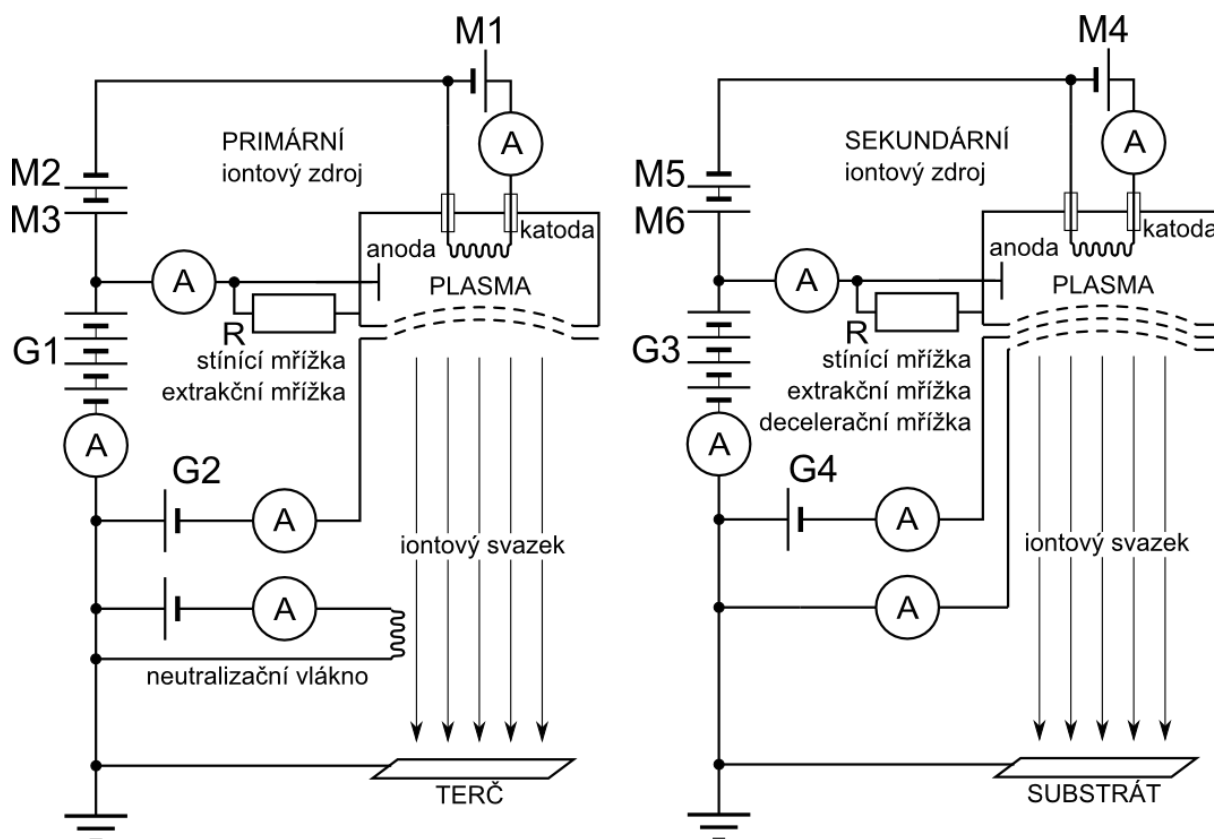 M1
PRIMÁRNÍ
iontový zdroj
A
M2
M3
katoda
anoda
A
PLASMA
R
G1
stínící mřížka
extrakční mřížka
A
G2
A
iontový svazek
A
neutralizační vlákno
TERČ
M4
SEKUNDÁRNÍ
iontový zdroj
A
M5
M6
katoda
anoda
A
PLASMA
R
G3
stínící mřížka
extrakční mřížka
decelerační mřížka
A
G4
A
iontový svazek
A
SUBSTRÁT